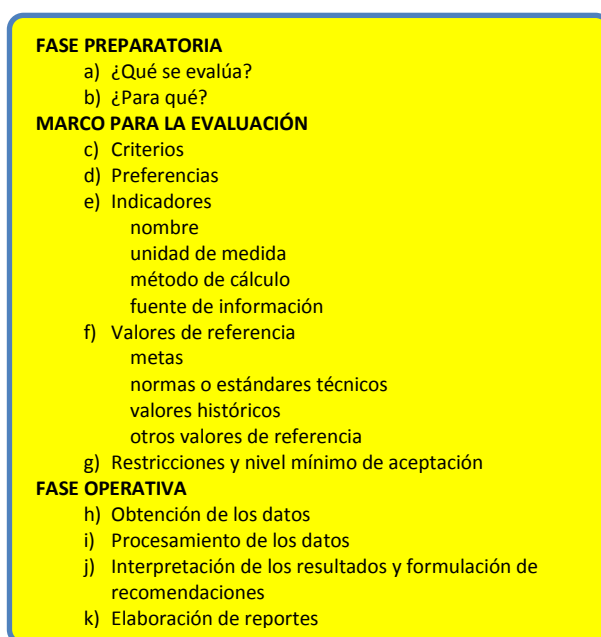 FASE PREPARATORIA
a) ¿Qué se evalúa?
b) ¿Para qué?
MARCO PARA LA EVALUACIÓN
c) Criterios
d) Preferencias
e) Indicadores
nombre
unidad de medida
método de cálculo
fuente de información
f) Valores de referencia
metas
normas o estándares técnicos
valores históricos
otros valores de referencia
g) Restricciones y nivel mínimo de aceptación
FASE OPERATIVA
h) Obtención de los datos
i) Procesamiento de los datos
j) Interpretación de los resultados y formulación de
recomendaciones
k) Elaboración de reportes